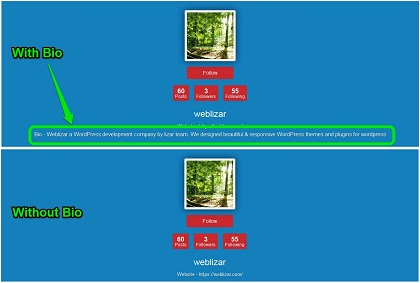 With Bio
Follow
60 3 55
Posts Followers Following
weblizar
Bio - Weblizar a WordPress development company by lizar team. We designed beautiful & responsive WordPress themes and plugins for wordpress
Without Bio
Follow
60 3 55
Posts Followers Following
weblizar
Website - https://weblizar.com/